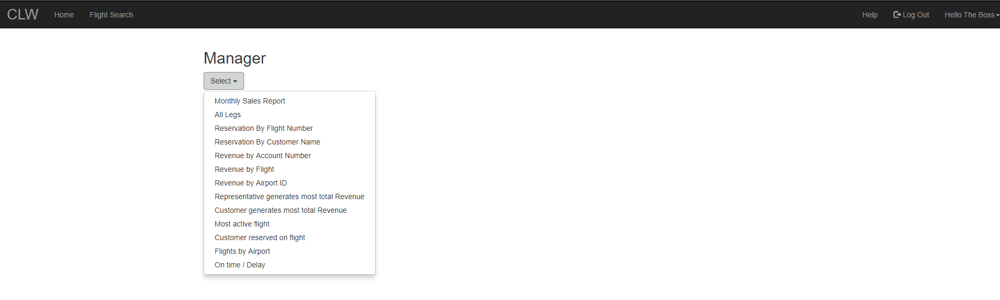 CLW Home Flight Search Help Log Out Hello The Boss
Manager
Select
Monthly Sales Report
All Legs
Reservation By Flight Number
Reservation By Customer Name
Revenue by Account Number
Revenue by Flight
Revenue by Airport ID
Representative generates most total Revenue
Customer generates most total Revenue
Most active flight
Customer reserved on flight
Flights by Airport
On time / Delay